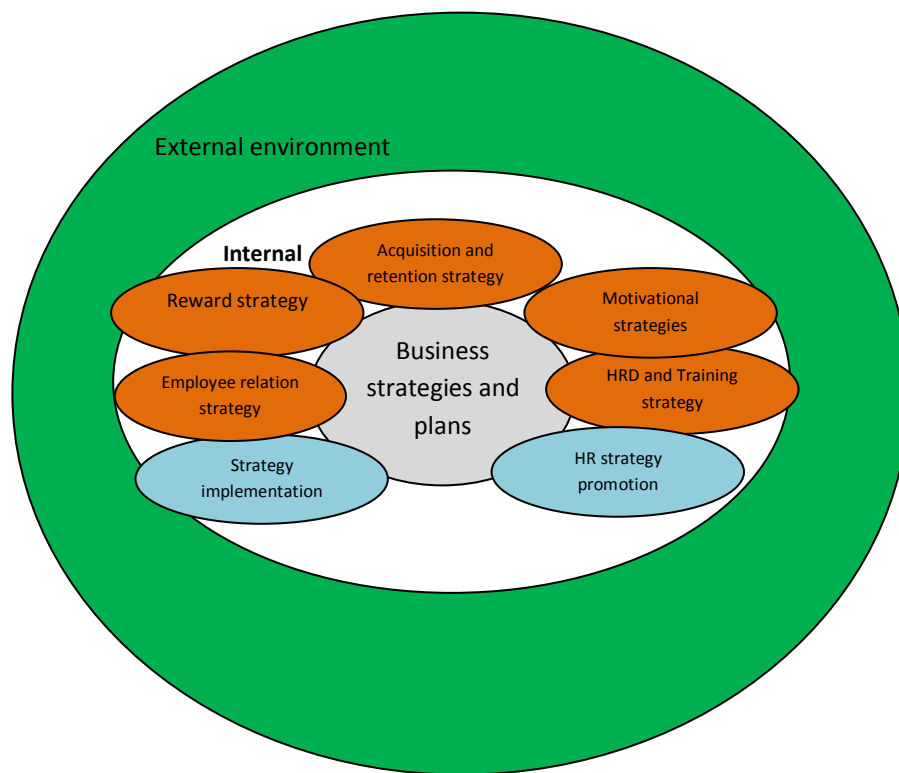 External environment
Internal
Acquisition and
retention strategy
Reward strategy
Motivational
strategies
Business
strategies and
plans
Employee relation
strategy
HRD and Training
strategy
Strategy
implementation
HR strategy
promotion